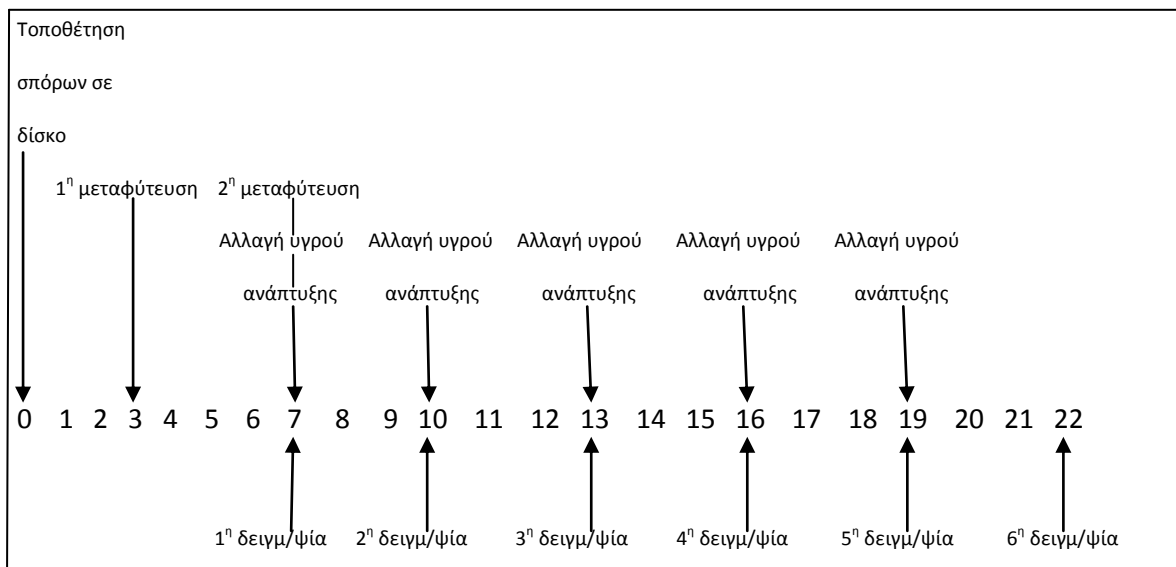 Τοποθέτηση
σπόρων σε
δίσκο
1η μεταφύτευση 2η μεταφύτευση
Αλλαγή υγρού Αλλαγή υγρού Αλλαγή υγρού Αλλαγή υγρού Αλλαγή υγρού
ανάπτυξης ανάπτυξης ανάπτυξης ανάπτυξης ανάπτυξης
0 1 2 3 4 5 6 7 8 9 10 11 12 13 14 15 16 17 18 19 20 21 22
1η δειγμ/ψία 2η δειγμ/ψία 3η δειγμ/ψία 4η δειγμ/ψία 5η δειγμ/ψία 6η δειγμ/ψία